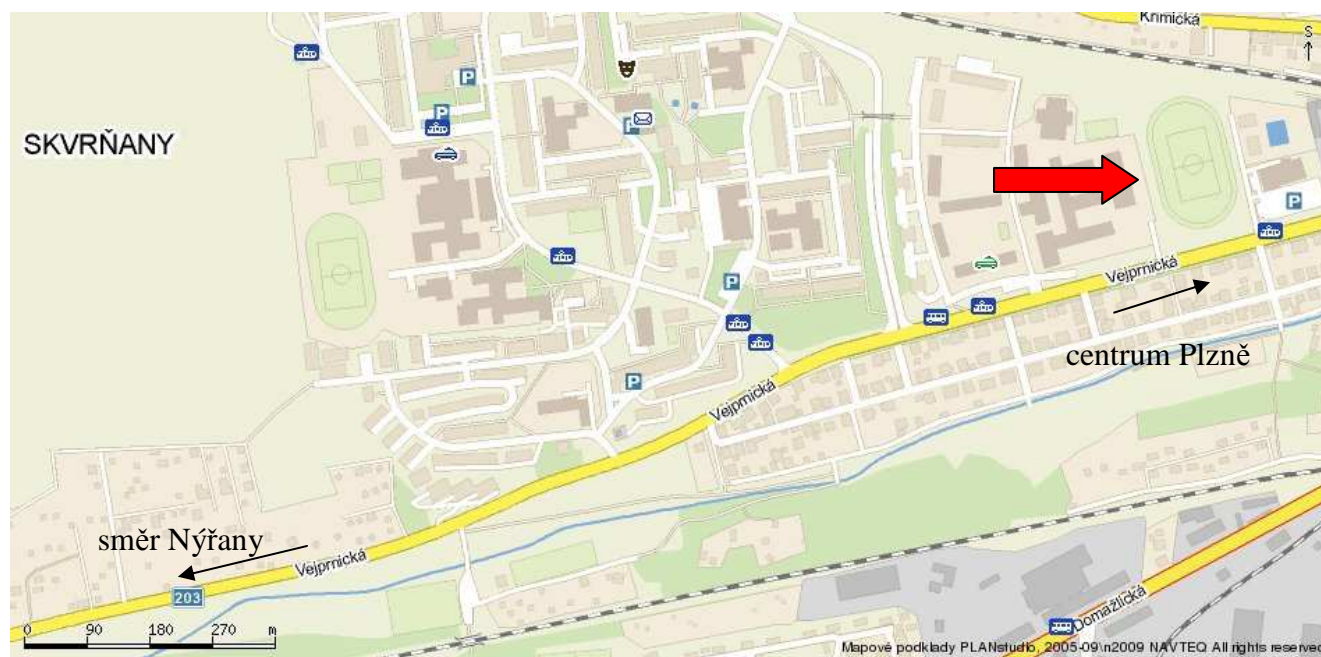 Křimická
S
SKVRŇANY
P
P
P
P
Vejprnická
P
centrum Plzně
P
Vejprnická
směr Nýřany
Vejprnická
203
0 90 180 270 m
Domažlická
Mapové podklady PLANstudio, 2005-09\n2009 NAVTEQ All rights reserved